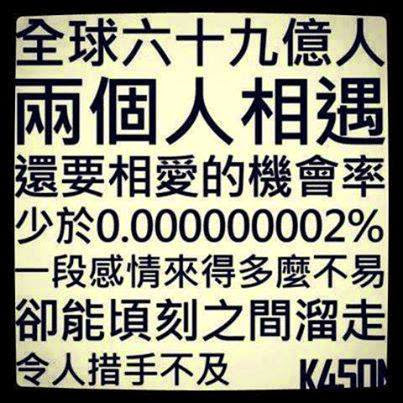 全球六十九億人
兩個人相遇
還要相愛的機會率
少於0.000000002%
一段感情來得多麼不易
卻能頃刻之間溜走
令人措手不及
K4SON